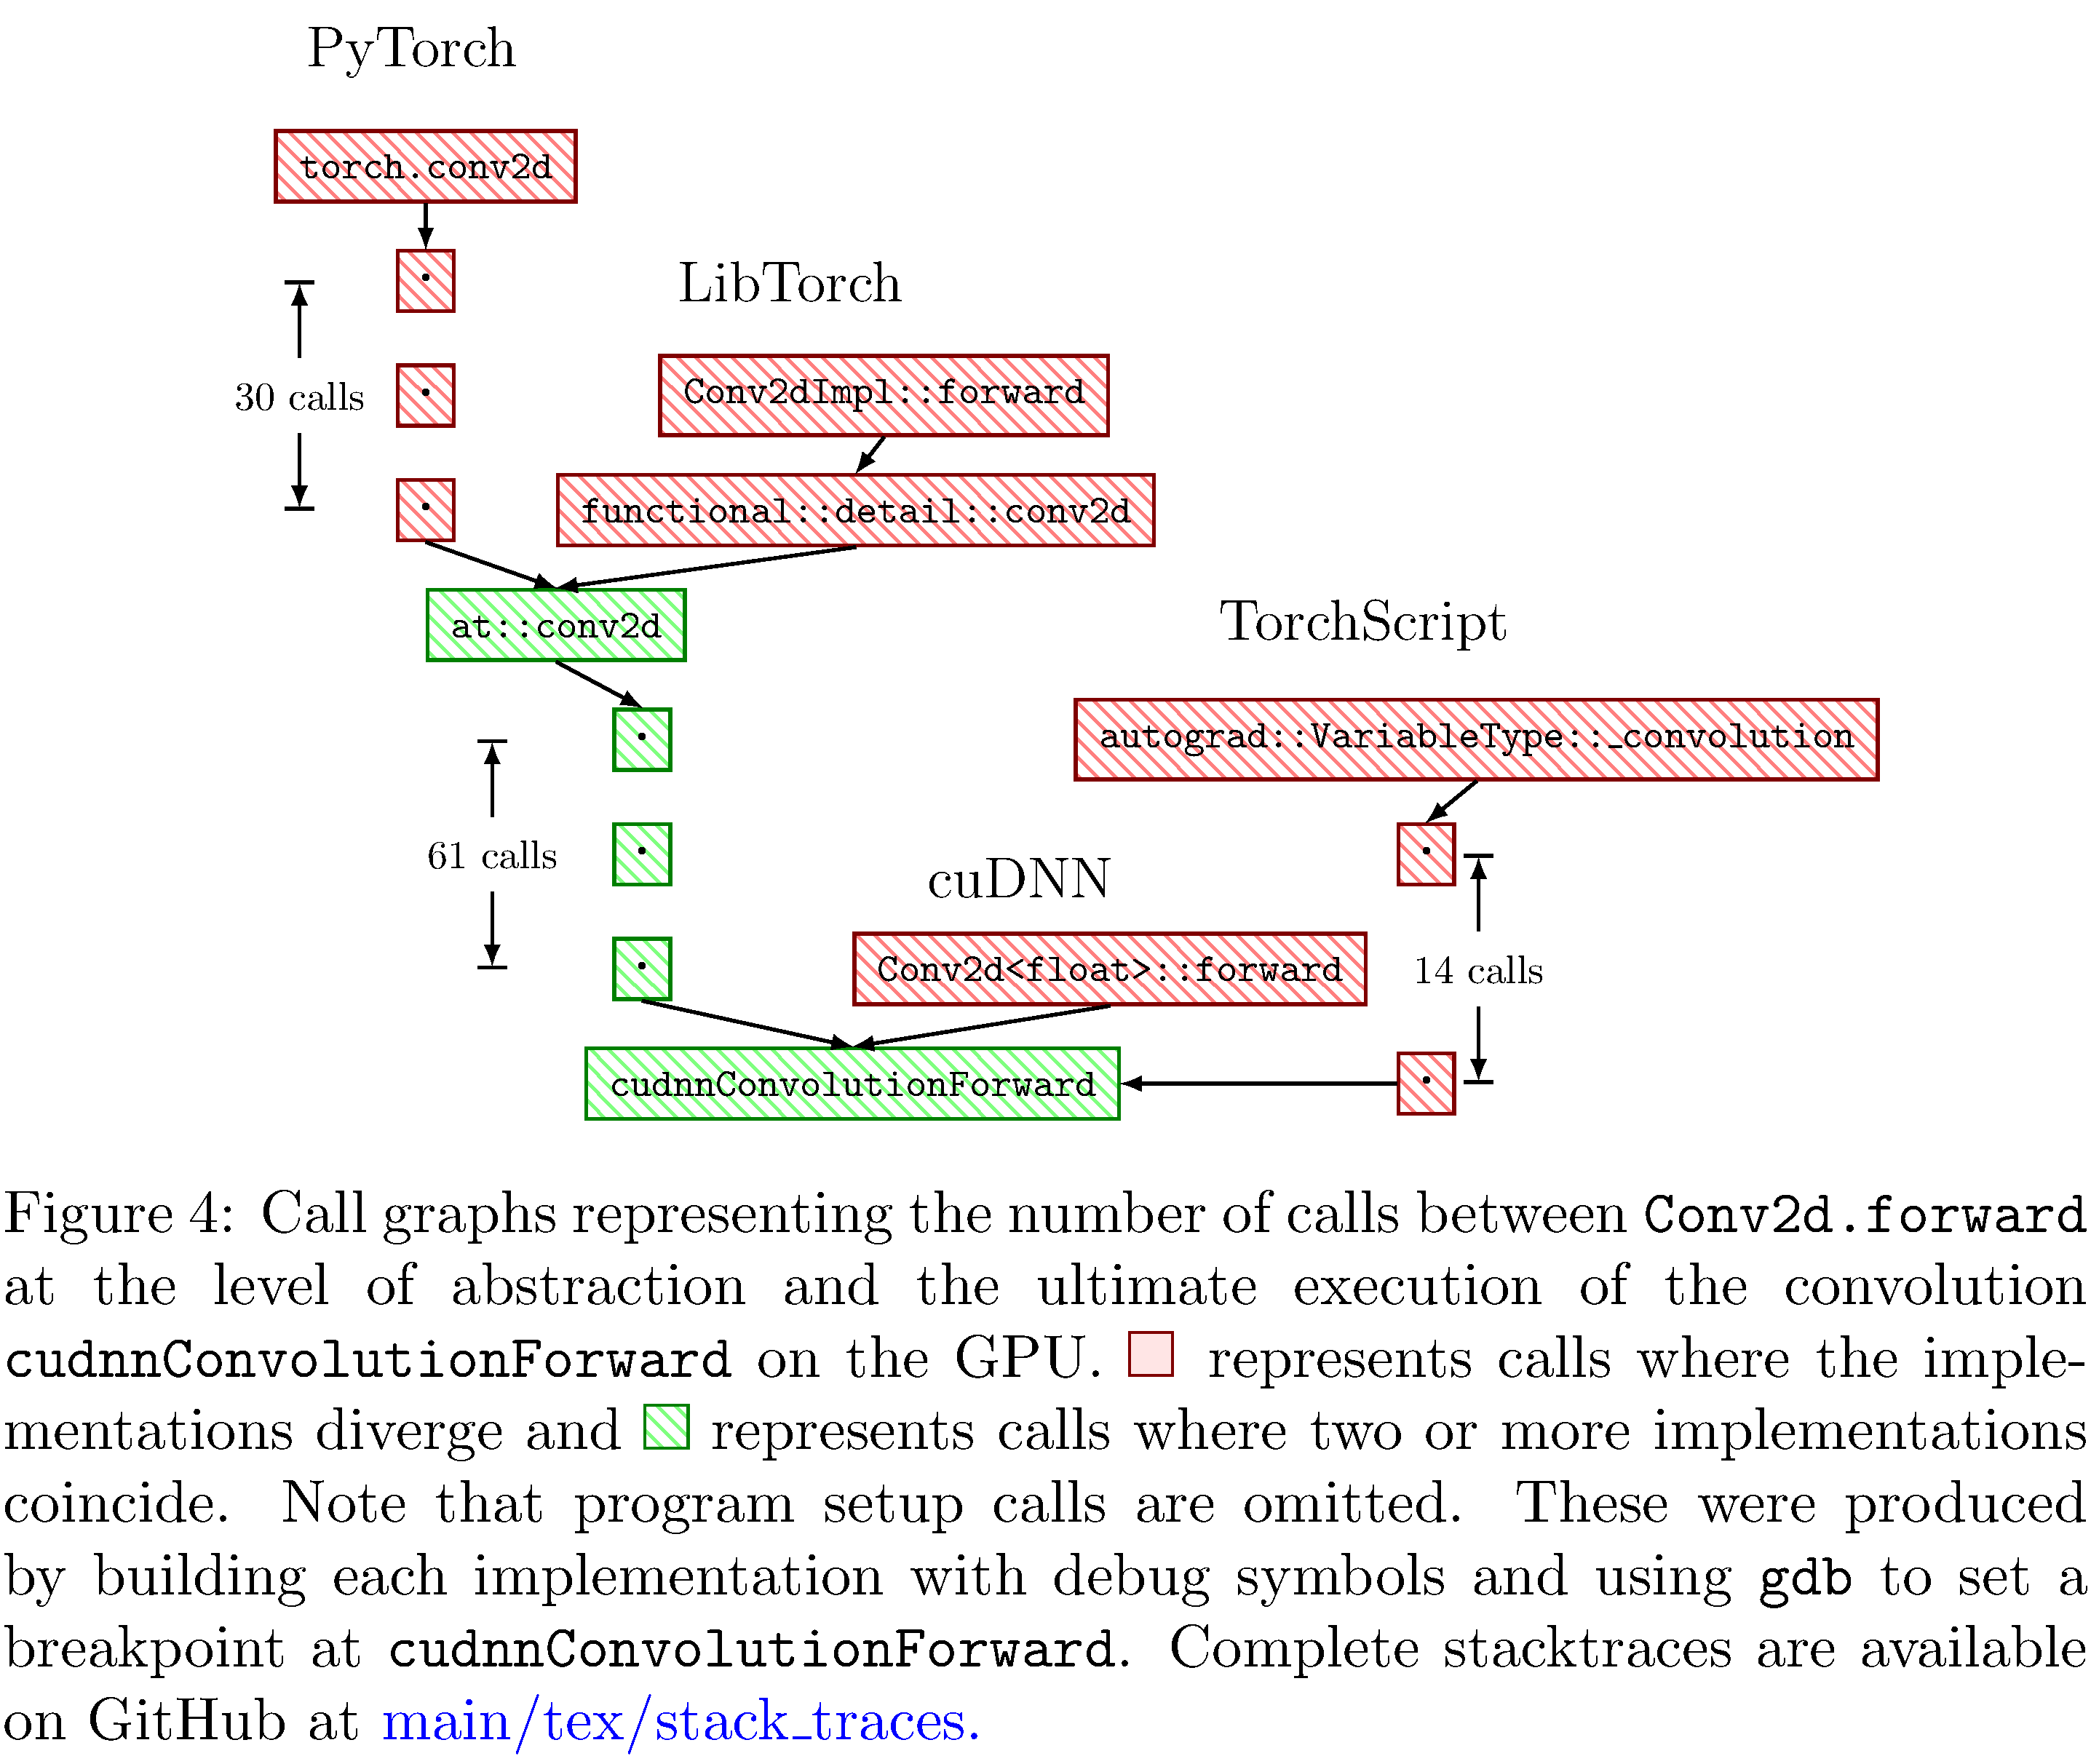 PyTorch
torch.conv2d
LibTorch
30 calls
Conv2dImpl::forward
functional::detail::conv2d
at::conv2d
TorchScript
autograd::VariableType::_convolution
61 calls
cuDNN
Conv2d<float>::forward
14 calls
cudnnConvolutionForward
Figure 4: Call graphs representing the number of calls between Conv2d.forward
at the level of abstraction and the ultimate execution of the convolution
cudnnConvolutionForward on the GPU. represents calls where the imple-
mentations diverge and represents calls where two or more implementations
coincide. Note that program setup calls are omitted. These were produced
by building each implementation with debug symbols and using gdb to set a
breakpoint at cudnnConvolutionForward. Complete stacktraces are available
on GitHub at main/tex/stack_traces.